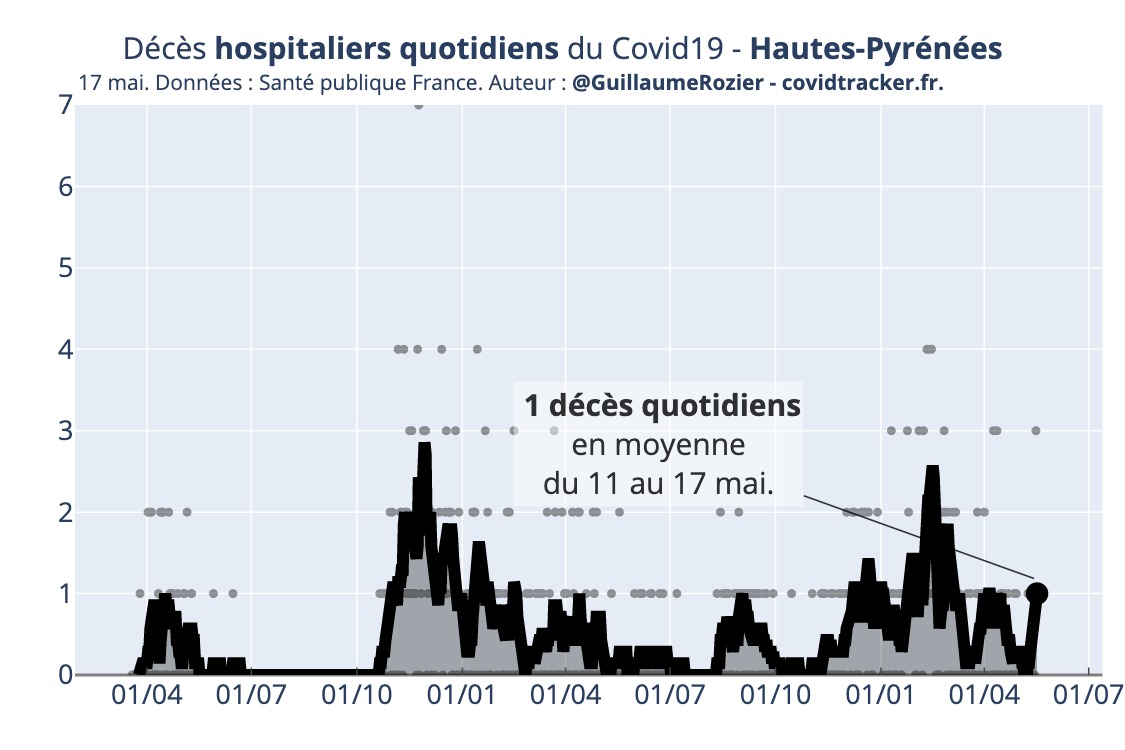 Décès hospitaliers quotidiens du Covid19 - Hautes-Pyrénées
17 mai. Données : Santé publique France. Auteur : @GuillaumeRozier - covidtracker.fr.
7
6
5
4
3
2
1
0
1 décès quotidiens
en moyenne
du 11 au 17 mai.
01/04 01/07 01/10 01/01 01/04 01/07 01/10 01/01 01/04 01/07